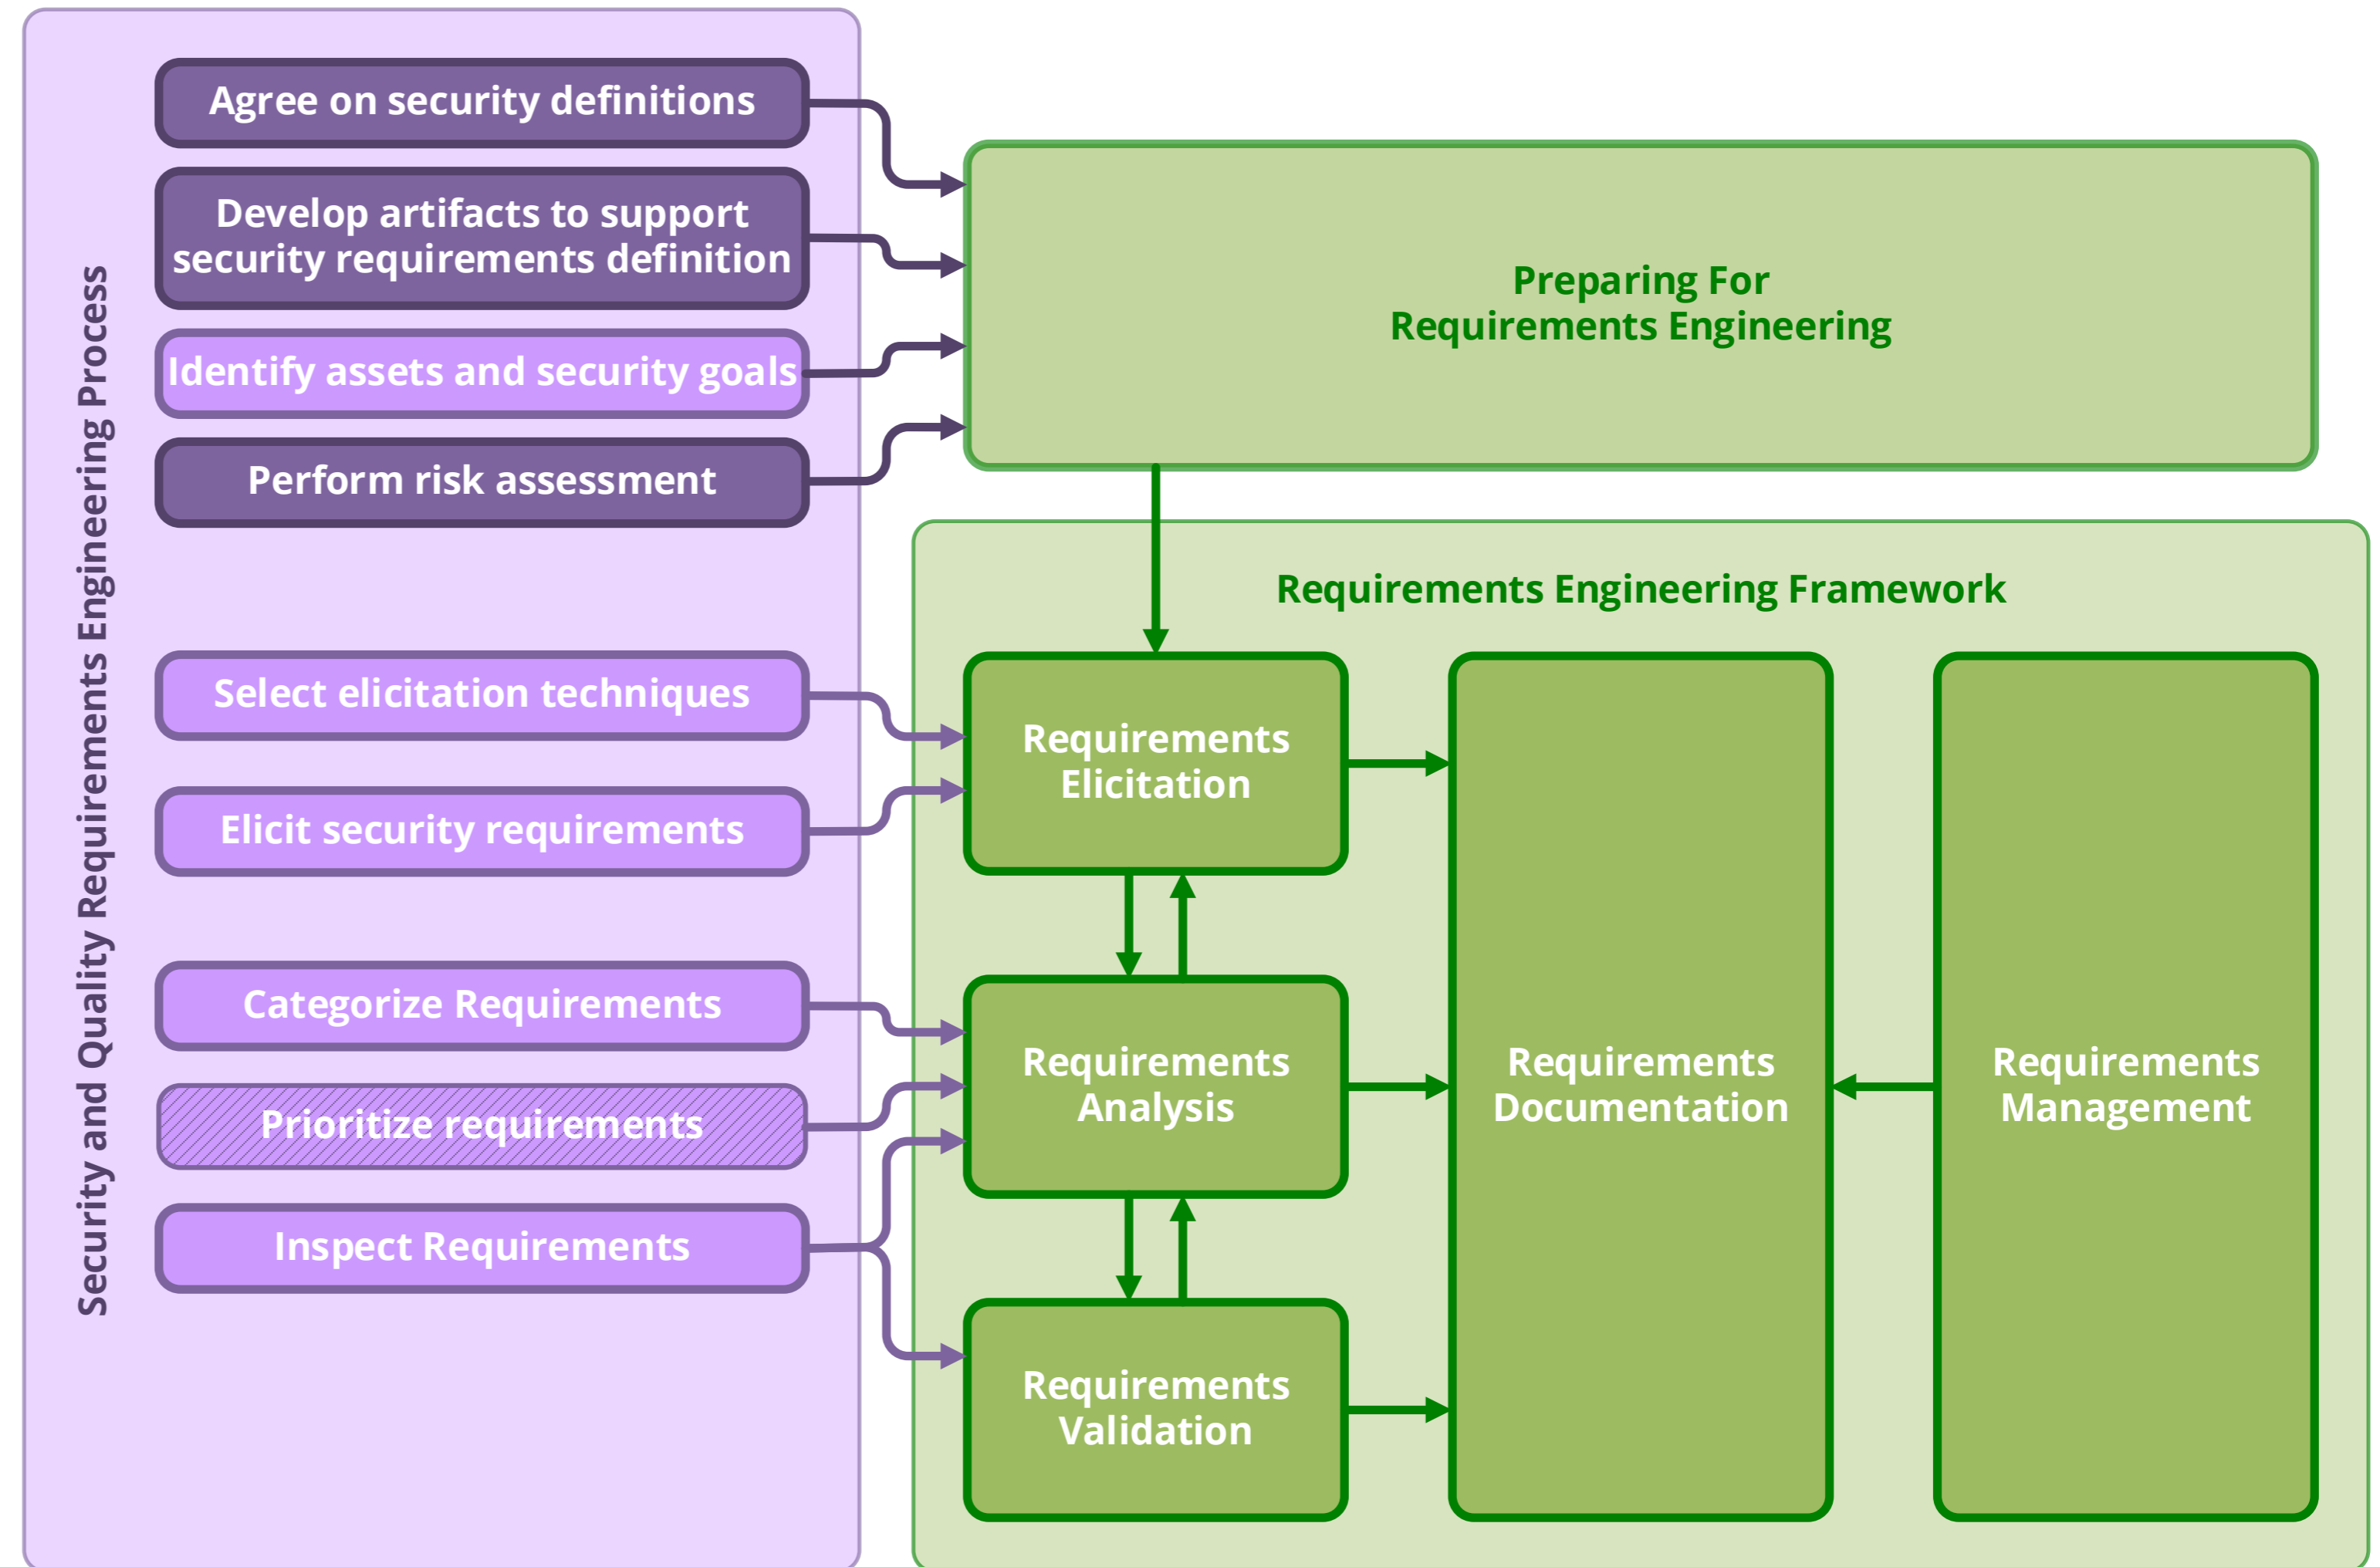 Security and Quality Requirements Engineering Process
Agree on security definitions
Develop artifacts to support
security requirements definition
Identify assets and security goals
Perform risk assessment
Select elicitation techniques
Elicit security requirements
Categorize Requirements
Prioritize requirements
Inspect Requirements
Preparing For
Requirements Engineering
Requirements Engineering Framework
Requirements
Elicitation
Requirements
Analysis
Requirements
Validation
Requirements
Documentation
Requirements
Management